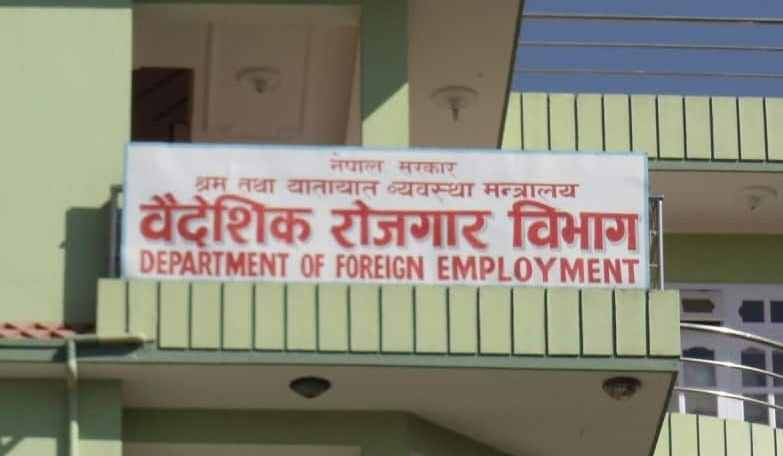 नेपाल सरकार
श्रम तथा यातायात व्यवस्था मन्त्रालय
वैदेशिक रोजगार विभाग
DEPARTMENT OF FOREIGN EMPLOYMENT